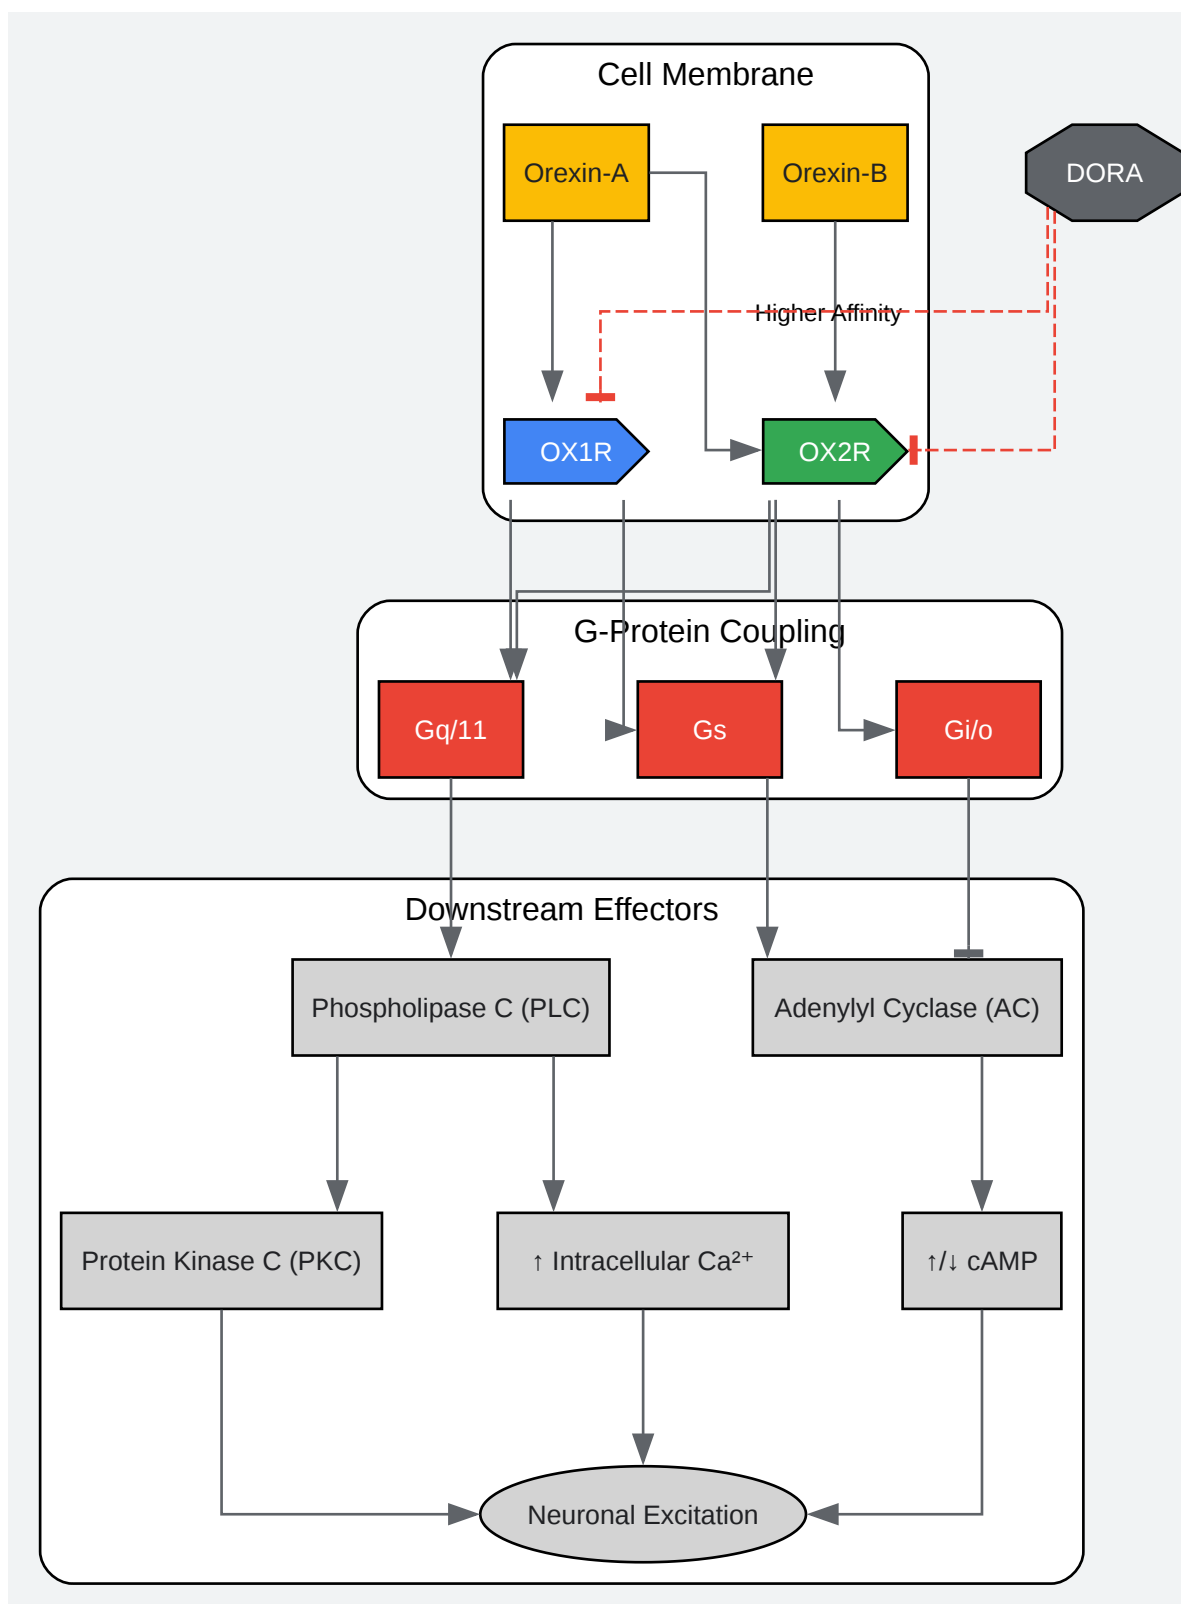 Cell Membrane
Orexin-A
Orexin-B
DORA
Higher Affinity
OX1R
OX2R
G-Protein Coupling
Gq/11
Gs
Gi/o
Downstream Effectors
Phospholipase C (PLC)
Adenylyl Cyclase (AC)
Protein Kinase C (PKC)
↑ Intracellular Ca²⁺
↑/↓ cAMP
Neuronal Excitation